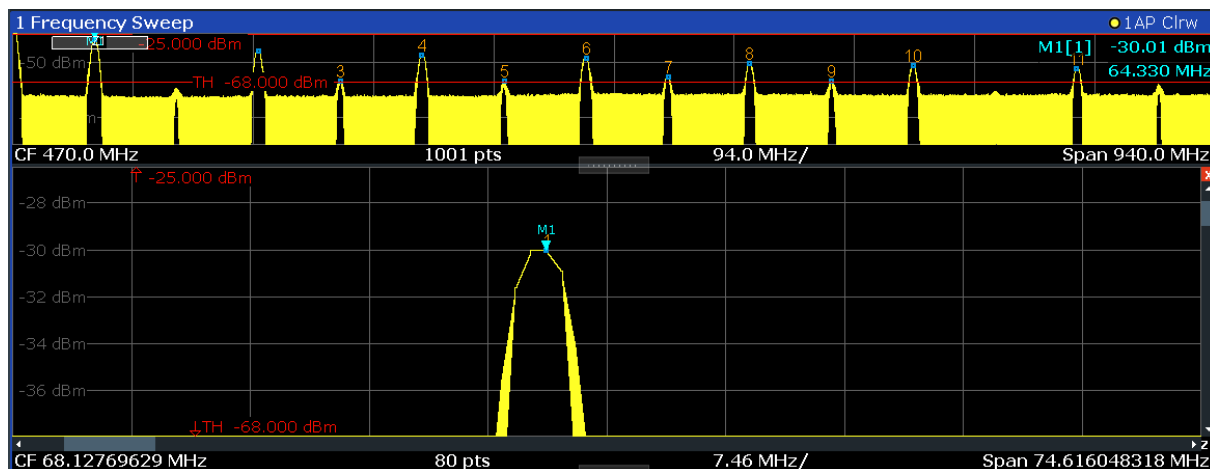 1 Frequency Sweep
1AP Clrw
-25.000 dBm
M1[1] -30.01 dBm
64.330 MHz
-50 dBm
TH -68.000 dBm
3 4 5 6 7 8 9 10 11
CF 470.0 MHz 1001 pts 94.0 MHz/ Span 940.0 MHz
-25.000 dBm
-28 dBm
M1
-30 dBm
-32 dBm
-34 dBm
-36 dBm
TH -68.000 dBm
CF 68.12769629 MHz 80 pts 7.46 MHz/ Span 74.616048318 MHz